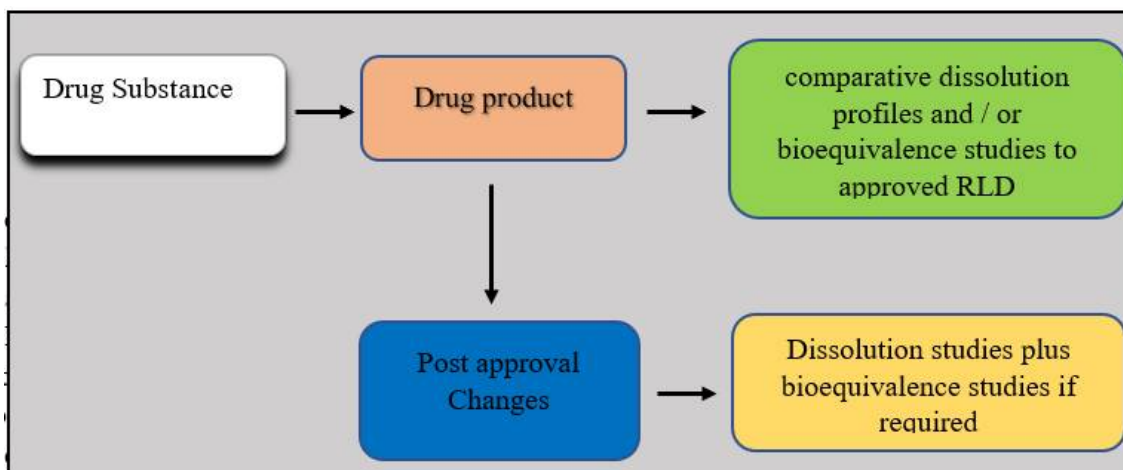 Drug Substance
Drug product
comparative dissolution
profiles and / or
bioequivalence studies to
approved RLD
Post approval
Changes
Dissolution studies plus
bioequivalence studies if
required